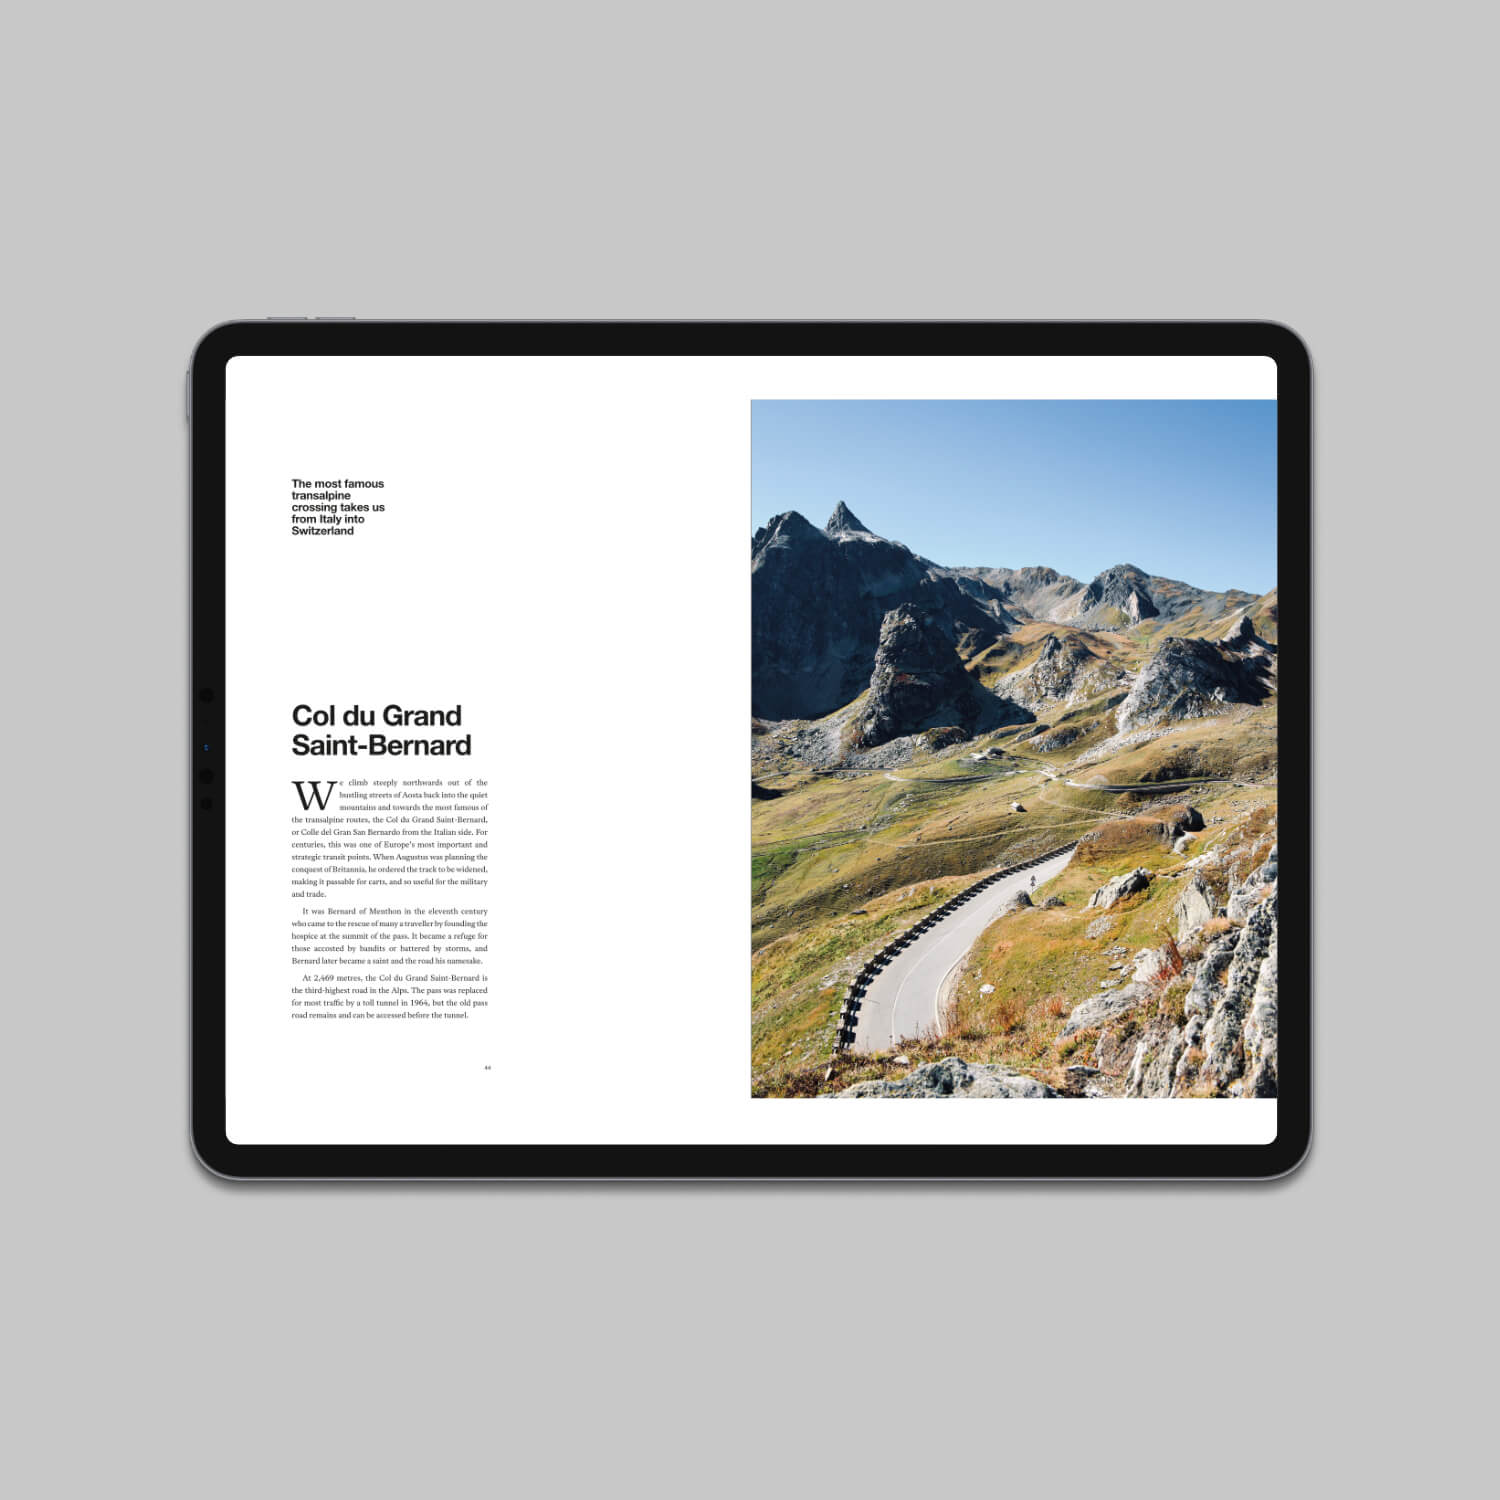 The most famous
transalpine
crossing takes us
from Italy into
Switzerland
Col du Grand
Saint-Bernard
We climb steeply northwards out of the
bustling streets of Aosta back into the quiet
mountains and towards the most famous of
the transalpine routes, the Col du Grand Saint-Bernard,
or Colle del Gran San Bernardo from the Italian side. For
centuries, this was one of Europe's most important and
strategic transit points. When Augustus was planning the
conquest of Britannia, he ordered the track to be widened,
making it passable for carts, and so useful for the military
and trade.
It was Bernard of Menthon in the eleventh century
who came to the rescue of many a traveller by founding the
hospice at the summit of the pass. It became a refuge for
those accosted by bandits or battered by storms, and
Bernard later became a saint and the road his namesake.
At 2,469 metres, the Col du Grand Saint-Bernard is
the third-highest road in the Alps. The pass was replaced
for most traffic by a toll tunnel in 1964, but the old pass
road remains and can be accessed before the tunnel.